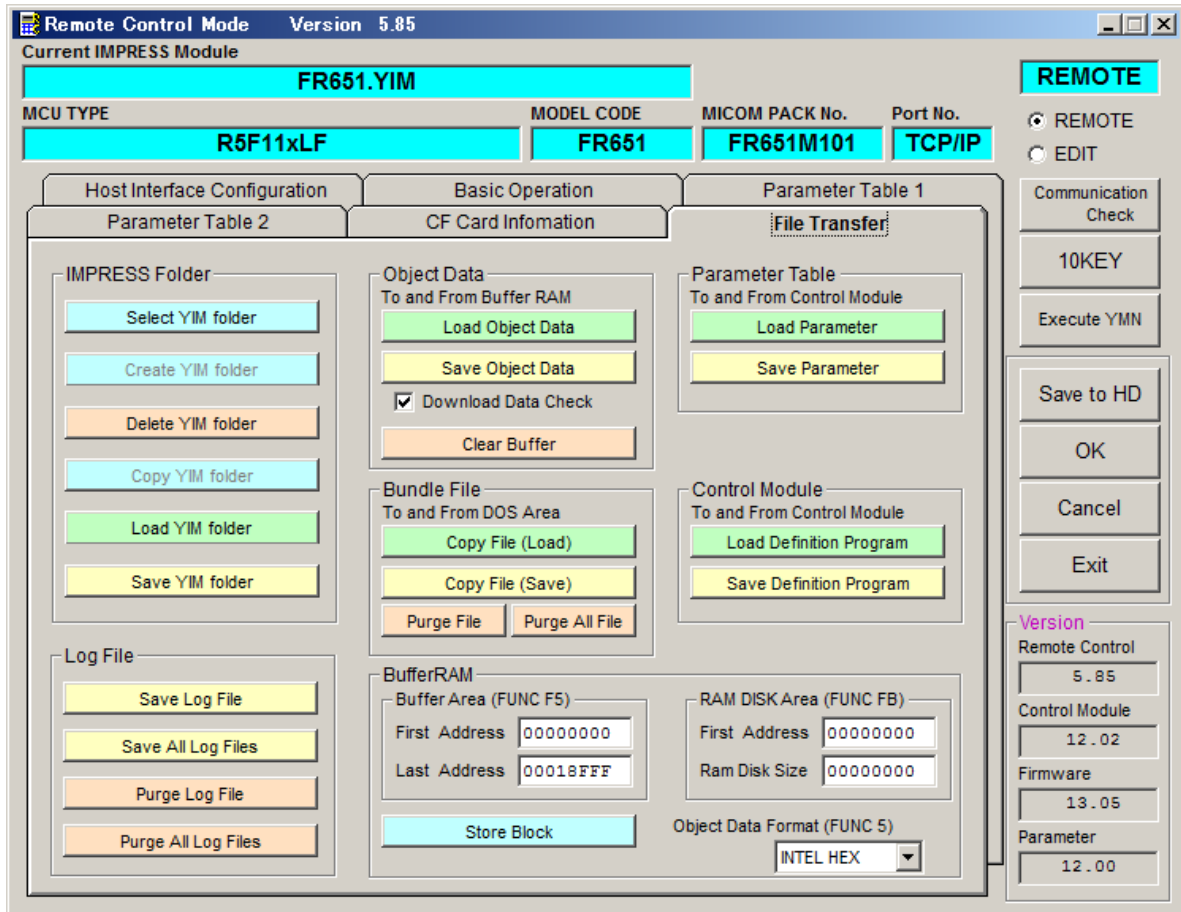 Remote Control Mode Version 5.85
Current IMPRESS Module
FR651.YIM
REMOTE
MCU TYPE
MODEL CODE
MICOM PACK No.
Port No.
R5F11xLF
FR651
FR651M101
TCP/IP
REMOTE
EDIT
Host Interface Configuration
Basic Operation
Parameter Table 1
Parameter Table 2
CF Card Infomation
File Transfer
IMPRESS Folder
Select YIM folder
Create YIM folder
Delete YIM folder
Copy YIM folder
Load YIM folder
Save YIM folder
Log File
Save Log File
Save All Log Files
Purge Log File
Purge All Log Files
Object Data
To and From Buffer RAM
Load Object Data
Save Object Data
Download Data Check
Clear Buffer
Bundle File
To and From DOS Area
Copy File (Load)
Copy File (Save)
Purge File
Purge All File
Parameter Table
To and From Control Module
Load Parameter
Save Parameter
Control Module
To and From Control Module
Load Definition Program
Save Definition Program
BufferRAM
Buffer Area (FUNC F5)
First Address 00000000
Last Address 00018FFF
Store Block
RAM DISK Area (FUNC FB)
First Address 00000000
Ram Disk Size 00000000
Object Data Format (FUNC 5)
INTEL HEX
Communication
Check
10KEY
Execute YMN
Save to HD
OK
Cancel
Exit
Version
Remote Control
5.85
Control Module
12.02
Firmware
13.05
Parameter
12.00